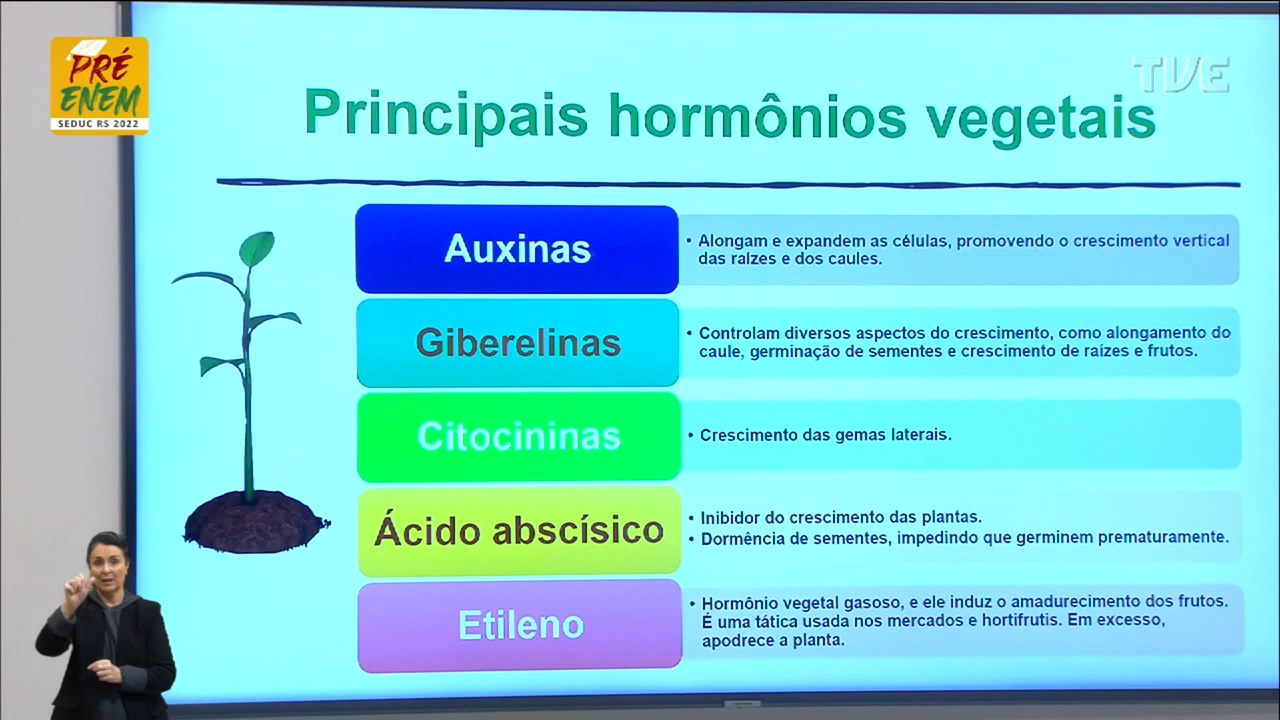 PRÉ
ENEM
SEDUC RS 2022
TVE
Principais hormônios vegetais
Auxinas
• Alongam e expandem as células, promovendo o crescimento vertical
das raízes e dos caules.
Giberelinas
• Controlam diversos aspectos do crescimento, como alongamento do
caule, germinação de sementes e crescimento de raízes e frutos.
Citocininas
• Crescimento das gemas laterais.
Ácido abscísico
• Inibidor do crescimento das plantas.
• Dormência de sementes, impedindo que germinem prematuramente.
Etileno
• Hormônio vegetal gasoso, e ele induz o amadurecimento dos frutos.
É uma tática usada nos mercados e hortifrutis. Em excesso,
apodrece a planta.